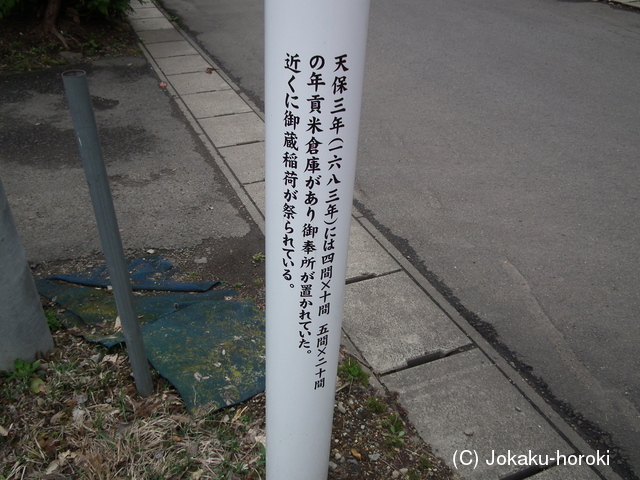 天保三年(一六八三年)には四間×十間 五間×二十間
の年貢米倉庫があり御奉所が置かれていた。
近くに御蔵稲荷が祭られている。
(C) Jokaku-horoki